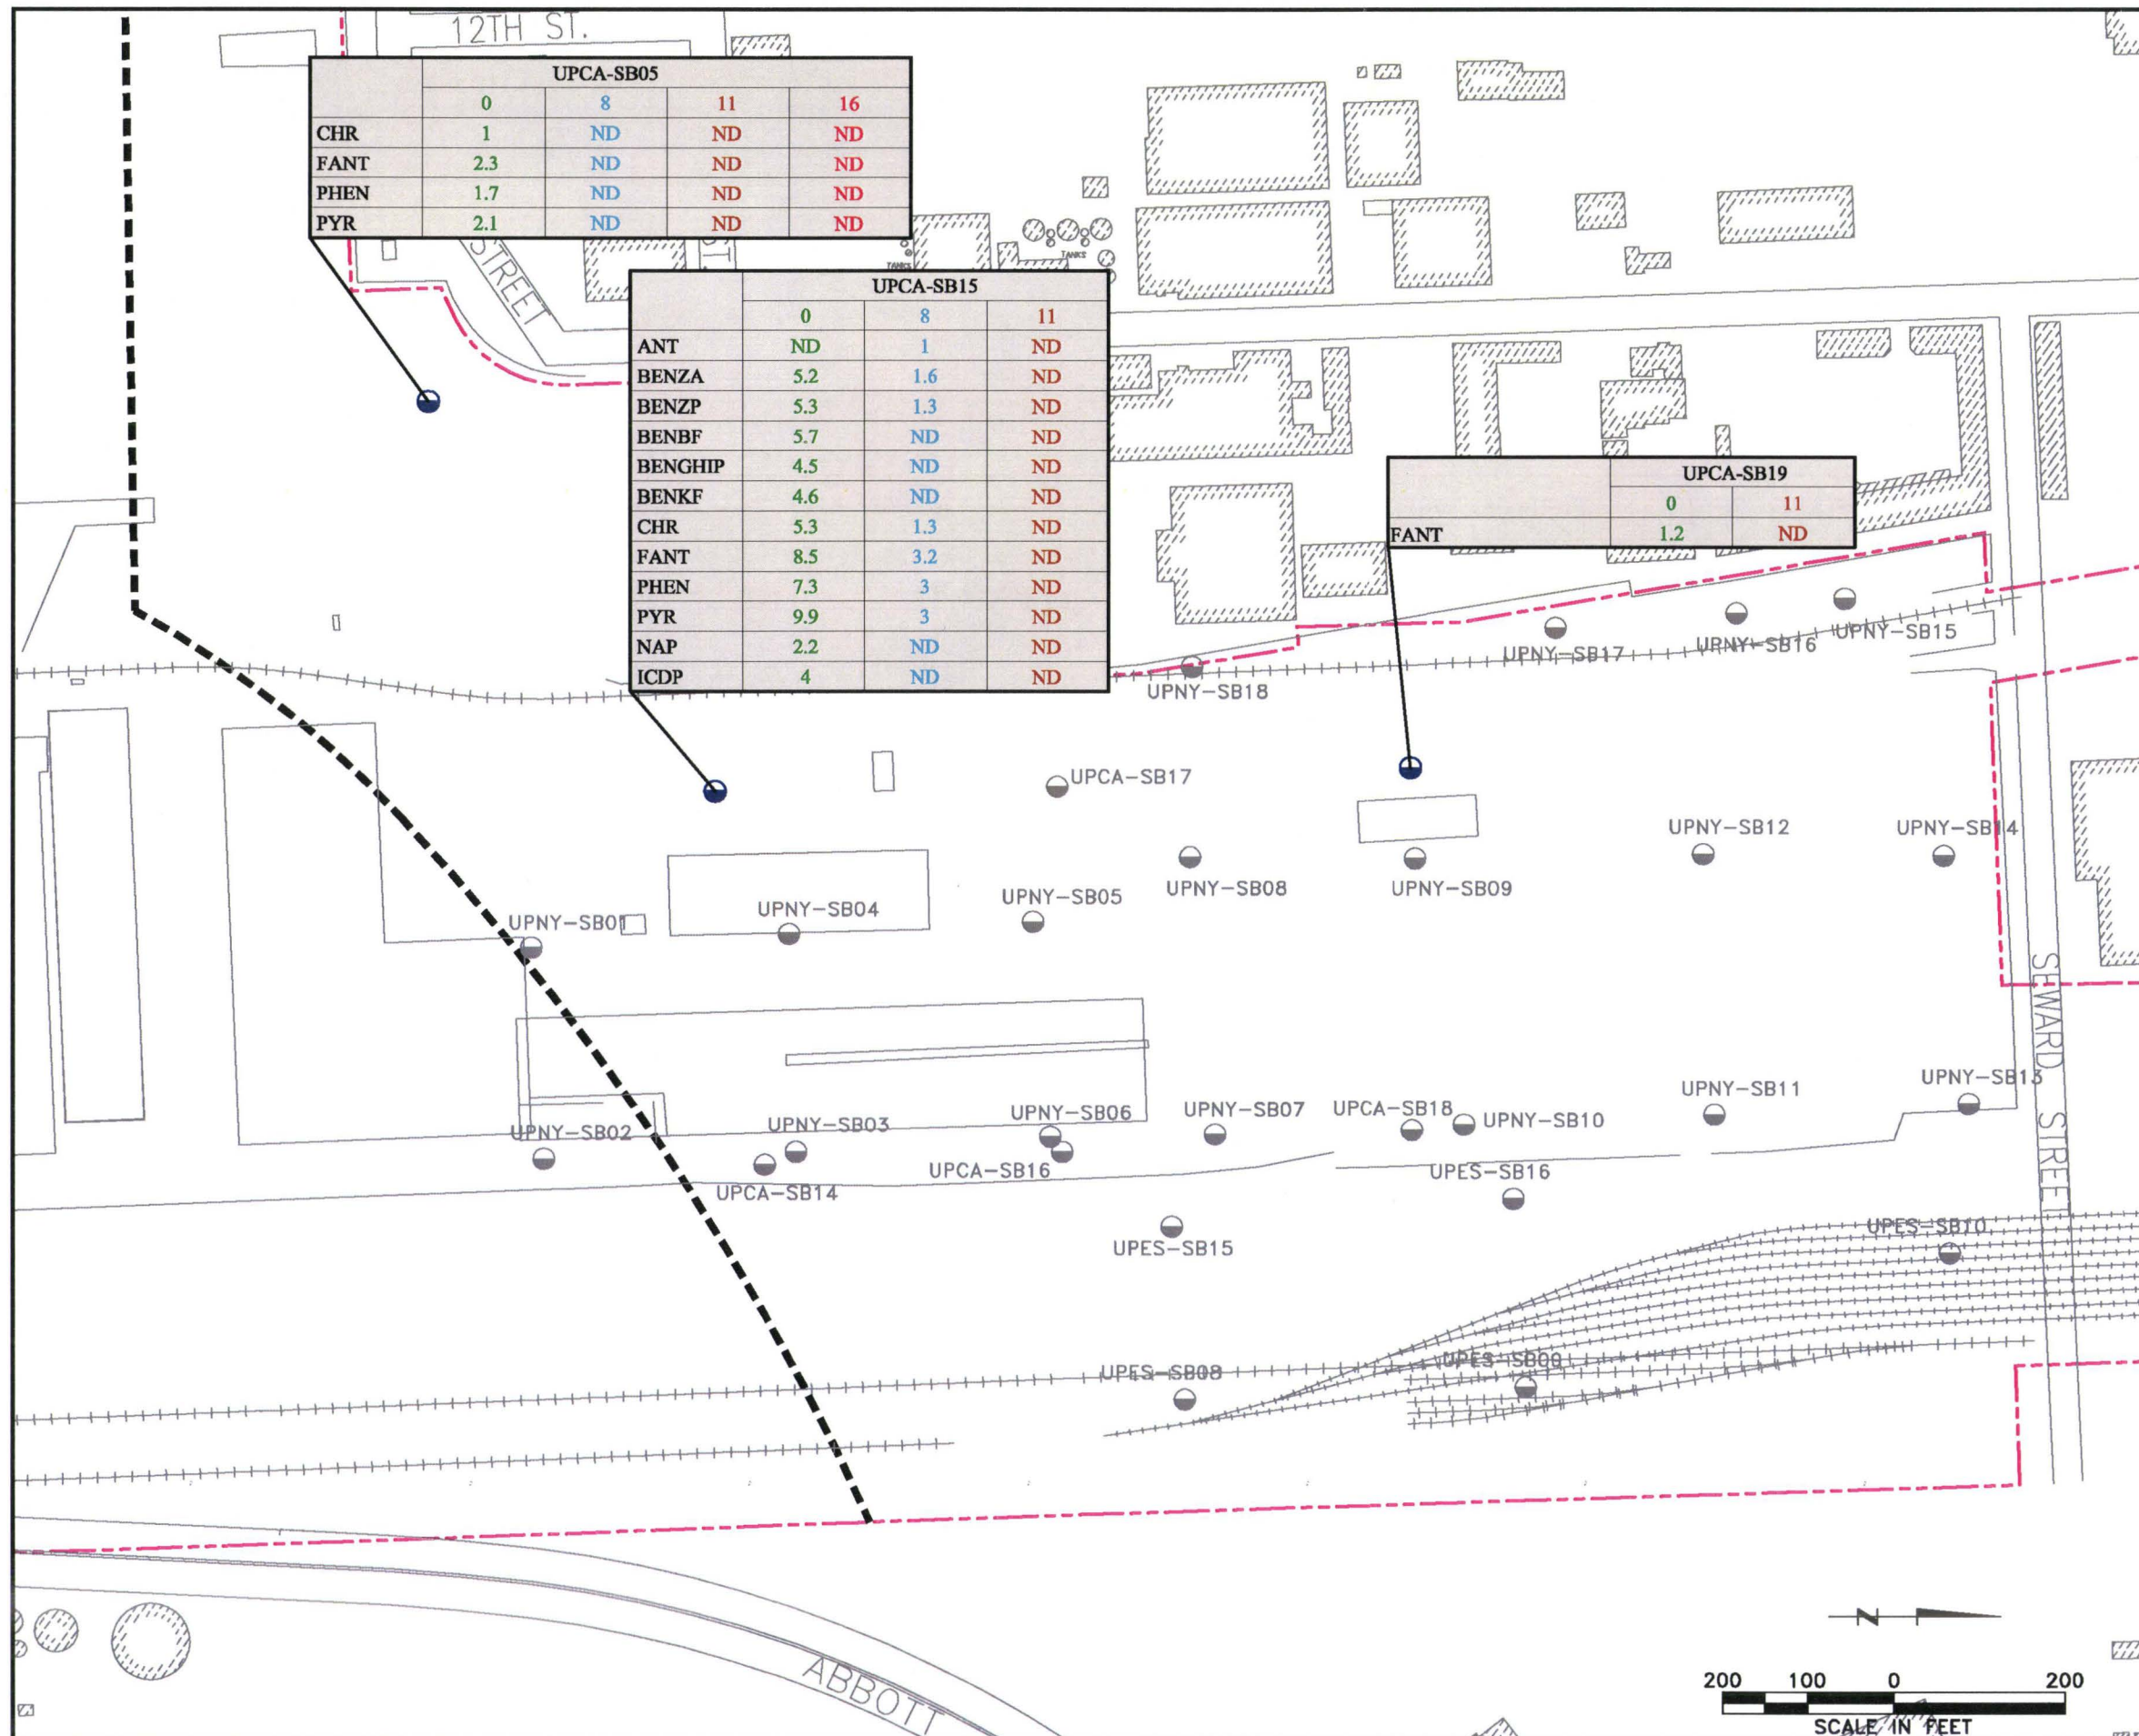 12TH ST.
UPCA-SB05
0 8 11 16
CHR 1 ND ND ND
FANT 2.3 ND ND ND
PHEN 1.7 ND ND ND
PYR 2.1 ND ND ND
STREET
ST.
TANKS
TANKS
UPCA-SB15
0 8 11
ANT ND 1 ND
BENZA 5.2 1.6 ND
BENZP 5.3 1.3 ND
BENBF 5.7 ND ND
BENGHIP 4.5 ND ND
BENKF 4.6 ND ND
CHR 5.3 1.3 ND
FANT 8.5 3.2 ND
PHEN 7.3 3 ND
PYR 9.9 3 ND
NAP 2.2 ND ND
ICDP 4 ND ND
UPCA-SB19
0 11
FANT 1.2 ND
UPNY-SB15
UPNY-SB16
UPNY-SB17
UPNY-SB18
UPCA-SB17
UPNY-SB12
UPNY-SB14
UPNY-SB08
UPNY-SB09
UPNY-SB05
UPNY-SB04
UPNY-SB01
SEWARD STREET
UPNY-SB13
UPNY-SB11
UPNY-SB06
UPNY-SB07
UPCA-SB18
UPNY-SB10
UPNY-SB02
UPNY-SB03
UPCA-SB16
UPES-SB16
UPCA-SB14
UPES-SB10
UPES-SB15
UPES-SB08
ABBOTT
N
200 100 0 200
SCALE IN FEET